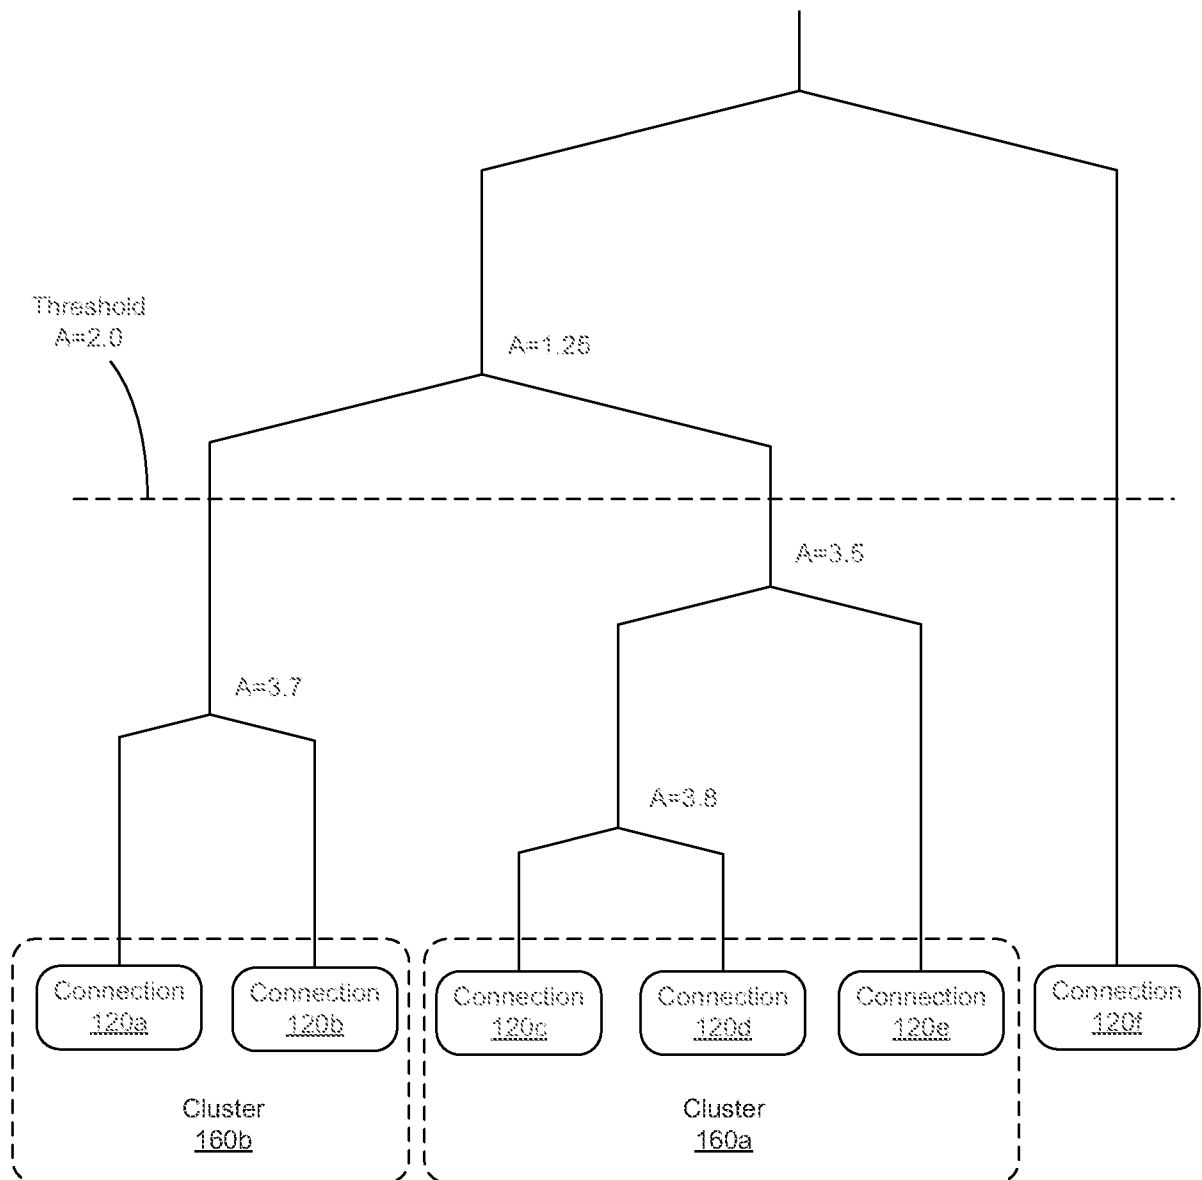 Threshold
A=2.0
A=1.25
A=3.5
A=3.7
A=3.8
Connection
120a
Connection
120b
Connection
120c
Connection
120d
Connection
120e
Connection
120f
Cluster
160b
Cluster
160a